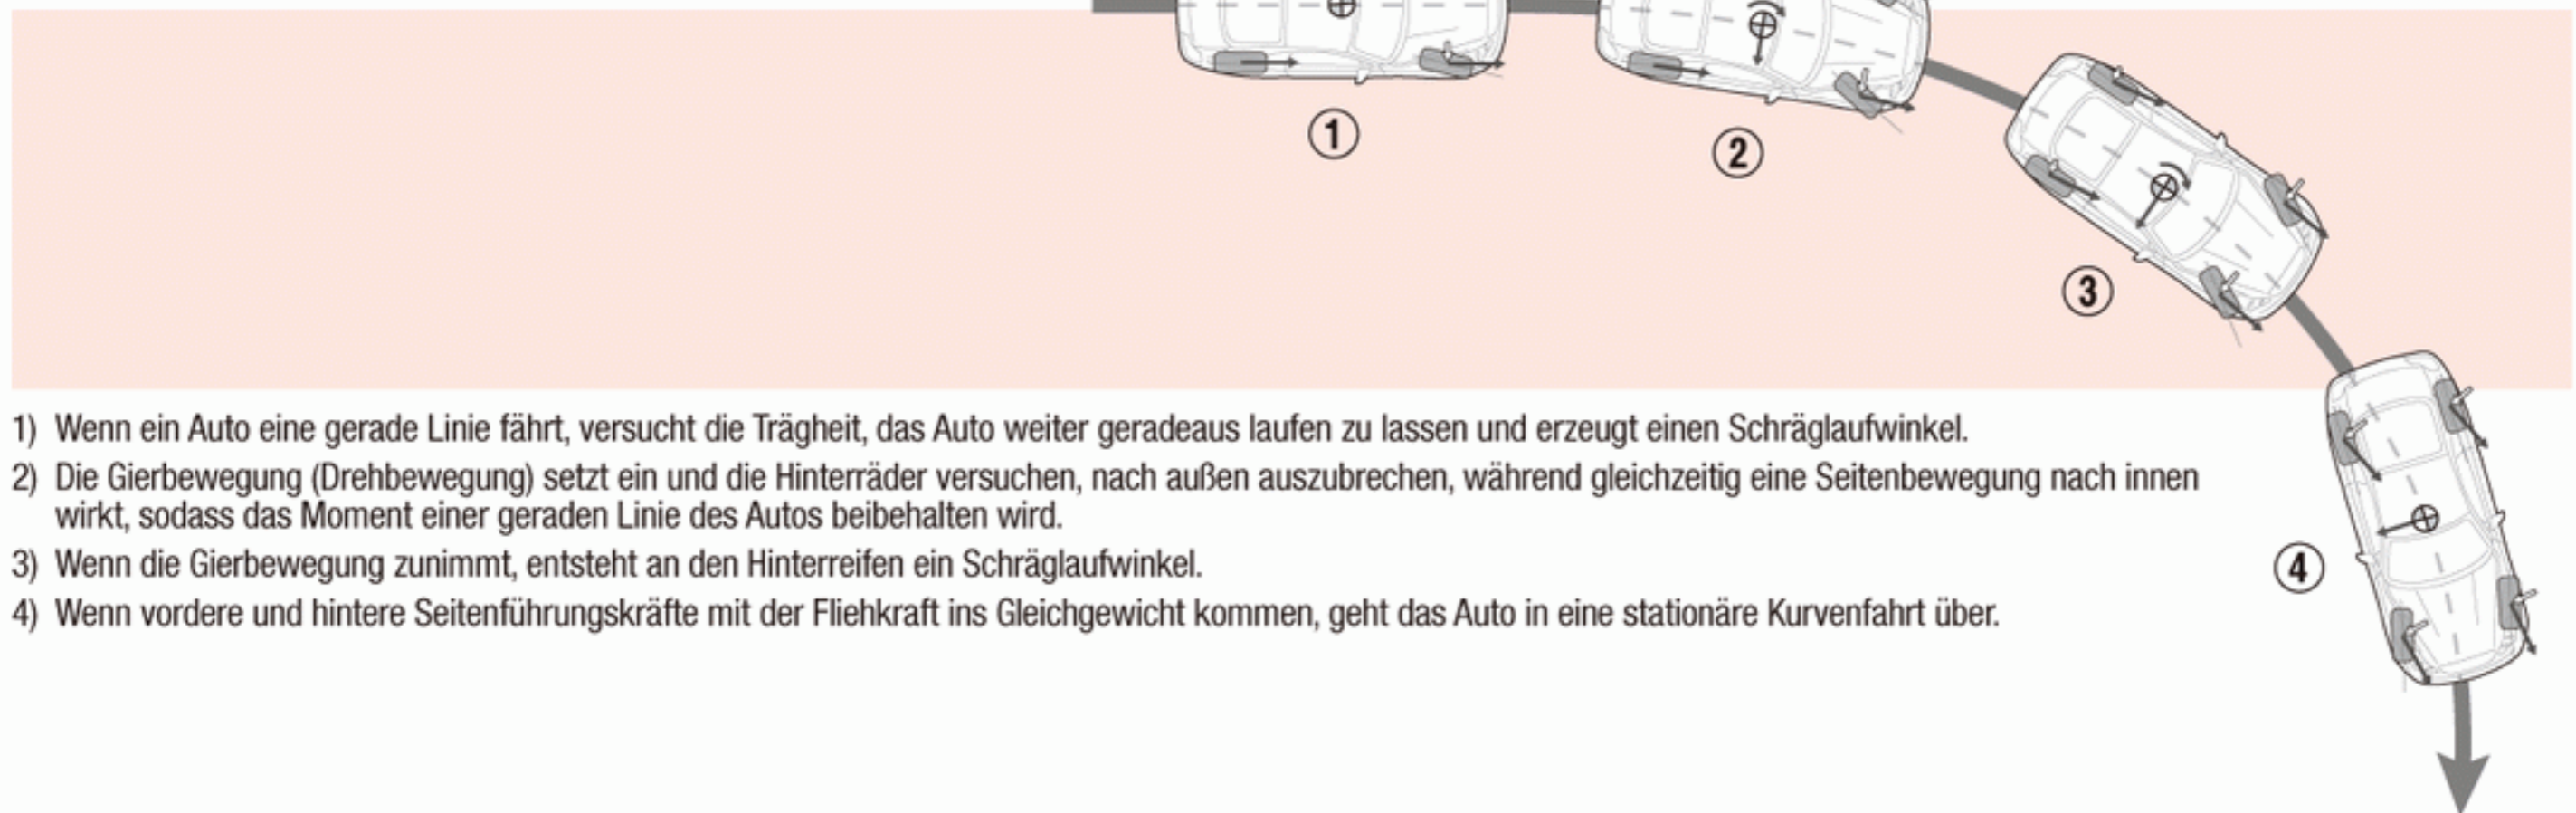 1
2
3
4
1) Wenn ein Auto eine gerade Linie fährt, versucht die Trägheit, das Auto weiter geradeaus laufen zu lassen und erzeugt einen Schräglaufwinkel.
2) Die Gierbewegung (Drehbewegung) setzt ein und die Hinterräder versuchen, nach außen auszubrechen, während gleichzeitig eine Seitenbewegung nach innen
wirkt, sodass das Moment einer geraden Linie des Autos beibehalten wird.
3) Wenn die Gierbewegung zunimmt, entsteht an den Hinterreifen ein Schräglaufwinkel.
4) Wenn vordere und hintere Seitenführungskräfte mit der Fliehkraft ins Gleichgewicht kommen, geht das Auto in eine stationäre Kurvenfahrt über.